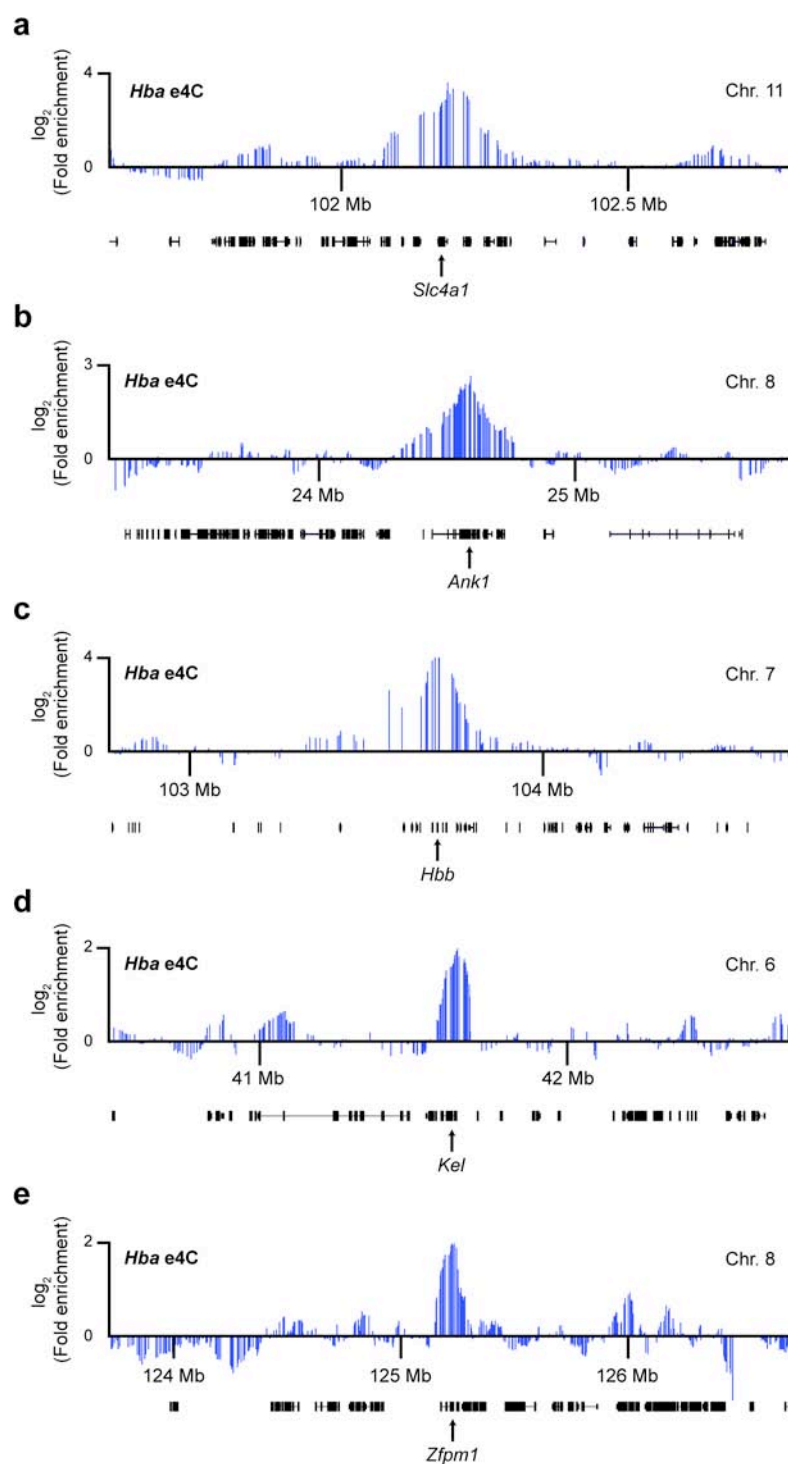 a
log2
(Fold enrichment)
4
0
Hba e4C
Chr. 11
102 Mb
102.5 Mb
Slc4a1
b
log2
(Fold enrichment)
3
0
Hba e4C
Chr. 8
24 Mb
25 Mb
Ank1
c
log2
(Fold enrichment)
4
0
Hba e4C
Chr. 7
103 Mb
104 Mb
Hbb
d
log2
(Fold enrichment)
2
0
Hba e4C
Chr. 6
41 Mb
42 Mb
Kel
e
log2
(Fold enrichment)
2
0
Hba e4C
Chr. 8
124 Mb
125 Mb
126 Mb
Zfpm1